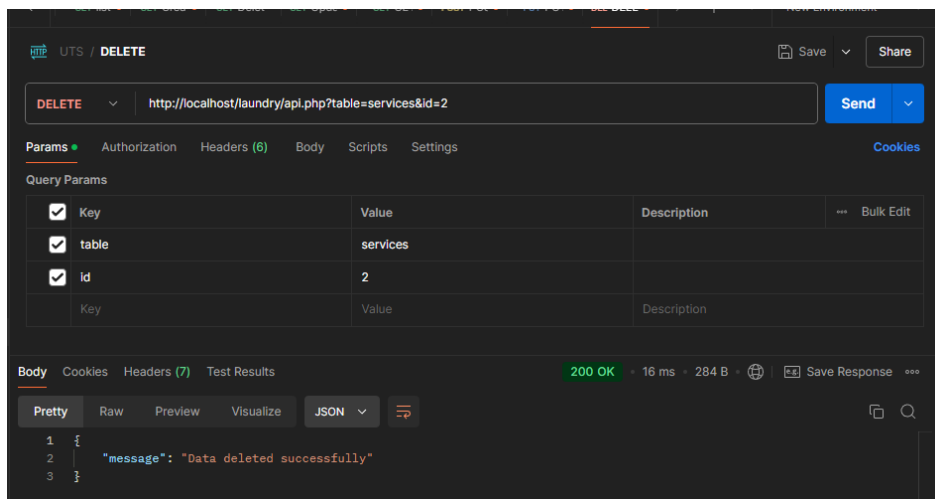 HTTP UTS / DELETE Save Share
DELETE http://localhost/laundry/api.php?table=services&id=2 Send
Params Authorization Headers (6) Body Scripts Settings Cookies
Query Params
Key Value Description Bulk Edit
table services
id 2
Key Value Description
Body Cookies Headers (7) Test Results 200 OK 16 ms 284 B e.g. Save Response
Pretty Raw Preview Visualize JSON
1 {
2 "message": "Data deleted successfully"
3 }